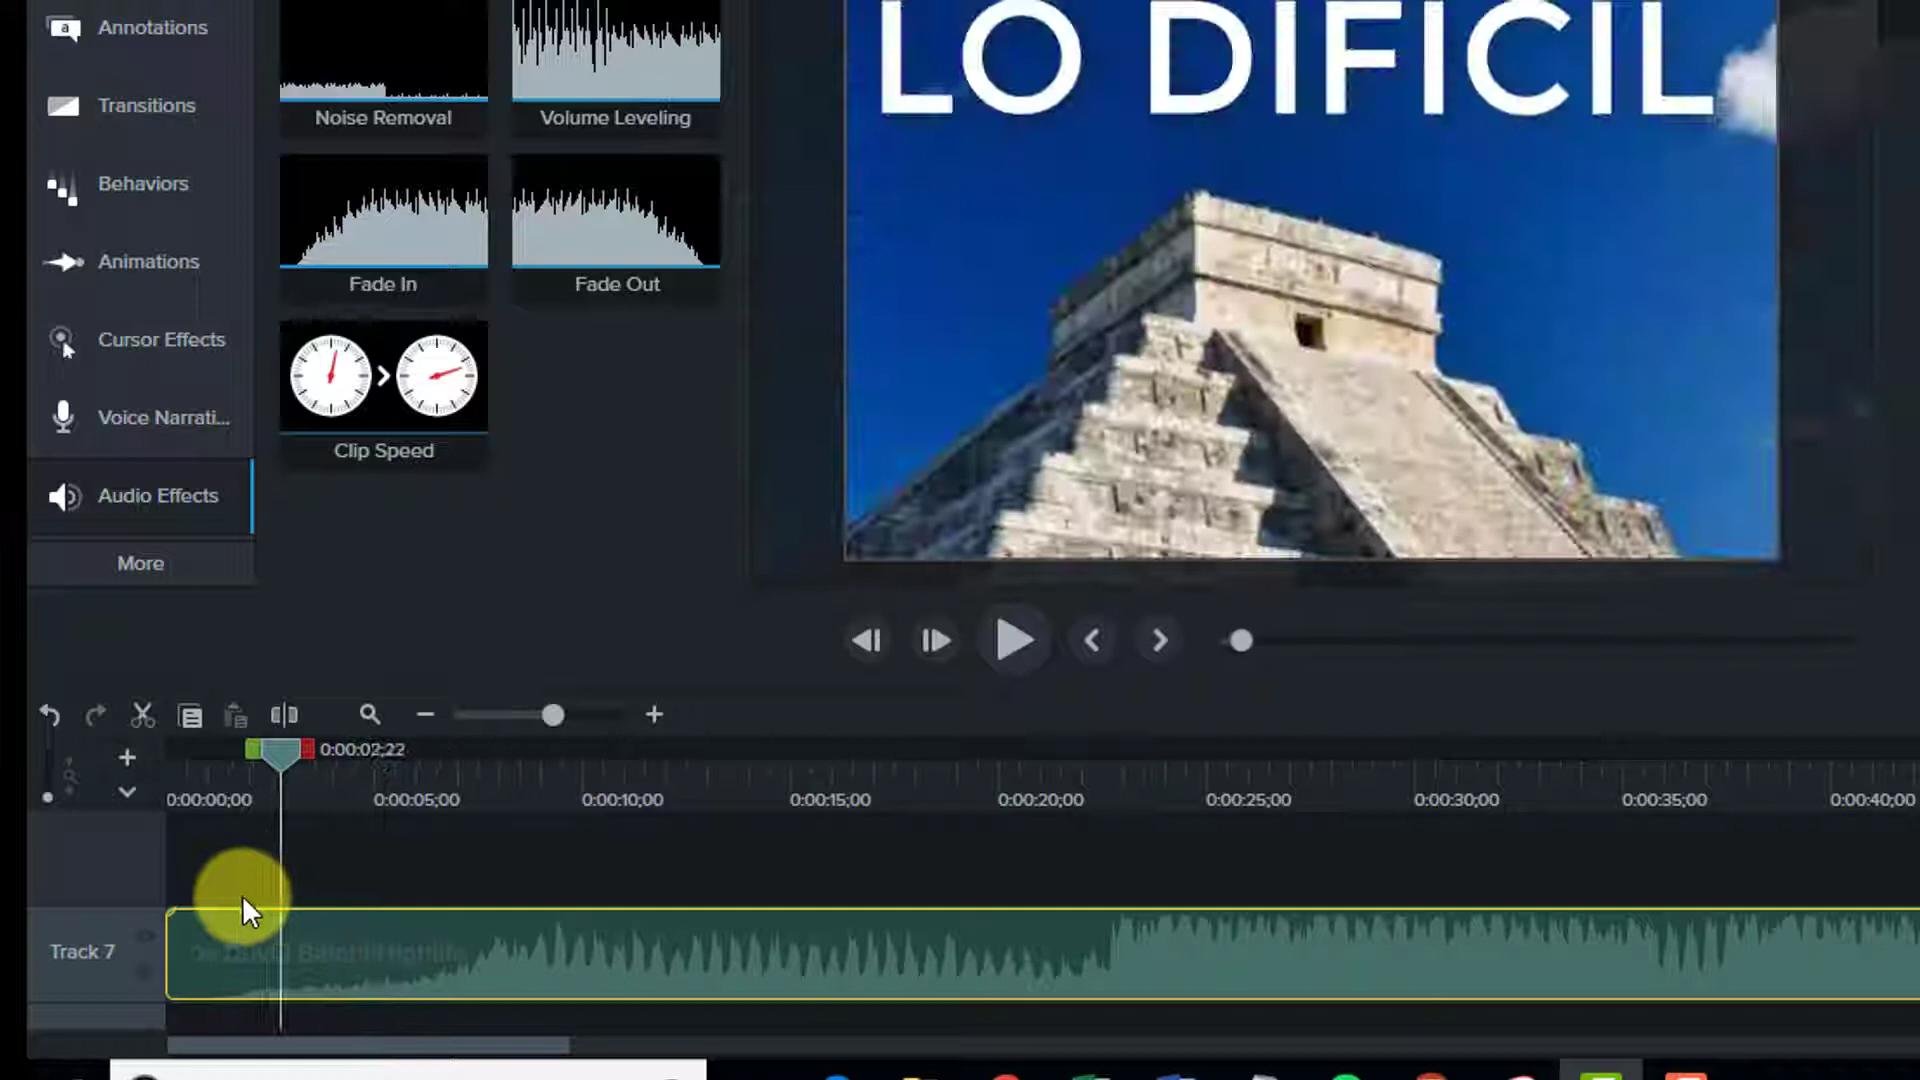 Annotations
Transitions
Behaviors
Animations
Cursor Effects
Voice Narrati...
Audio Effects
More
Noise Removal
Volume Leveling
Fade In
Fade Out
Clip Speed
LO DIFICIL
0:00:02;22
0:00:00;00
0:00:05;00
0:00:10;00
0:00:15;00
0:00:20;00
0:00:25;00
0:00:30;00
0:00:35;00
0:00:40;00
Track 7